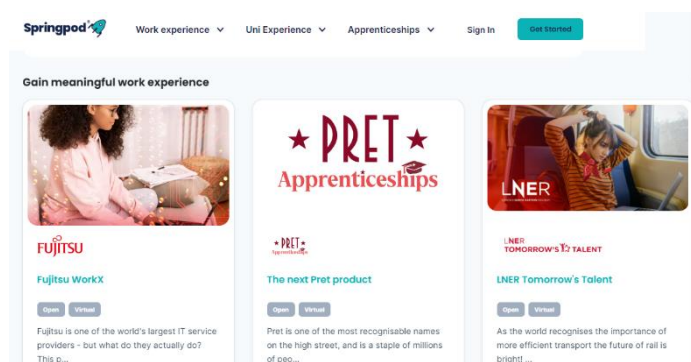 Springpod
Work experience
Uni Experience
Apprenticeships
Sign In
Get Started
Gain meaningful work experience
PRET
Apprenticeships
LNER
FUJITSU
PRET
Apprenticeships
LNER
TOMORROW'S TALENT
Fujitsu WorkX
The next Pret product
LNER Tomorrow's Talent
Open
Virtual
Open
Virtual
Open
Virtual
Fujitsu is one of the world's largest IT service
providers - but what do they actually do?
This p...
Pret is one of the most recognisable names
on the high street, and is a staple of millions
of peo...
As the world recognises the importance of
more efficient transport the future of rail is
bright! ...